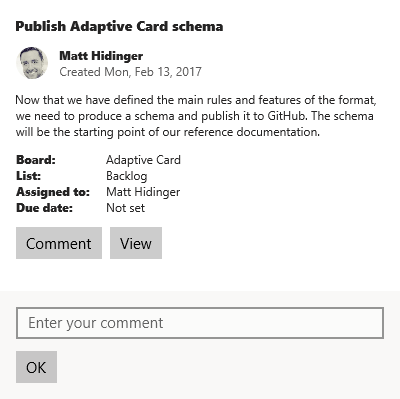 Publish Adaptive Card schema
Matt Hidinger
Created Mon, Feb 13, 2017
Now that we have defined the main rules and features of the format,
we need to produce a schema and publish it to GitHub. The schema
will be the starting point of our reference documentation.
Board: Adaptive Card
List: Backlog
Assigned to: Matt Hidinger
Due date: Not set
Comment View
Enter your comment
OK